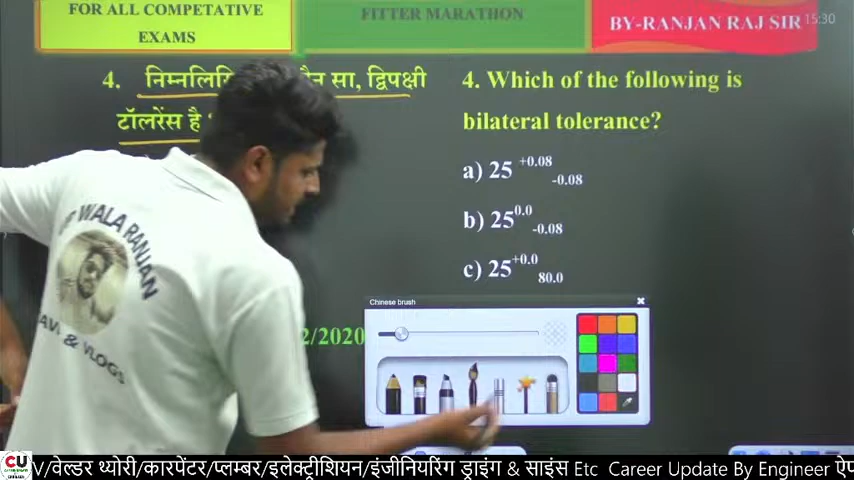 FOR ALL COMPETATIVE
EXAMS
FITTER MARATHON
BY-RANJAN RAJ SIR
15:30
4. सा, द्विपक्षी
टॉलरेंस है
4. Which of the following is
bilateral tolerance?
a) 25 +0.08 -0.08
b) 25 0.0 -0.08
c) 25 +0.0 80.0
2/2020
Chinese brush
WALA RANJAN
& VLOGS
CU
V/वेल्डर थ्योरी/कारपेंटर/प्लम्बर/इलेक्ट्रीशियन/इंजीनियरिंग ड्राइंग & साइंस Etc Career Update By Engineer ऐप